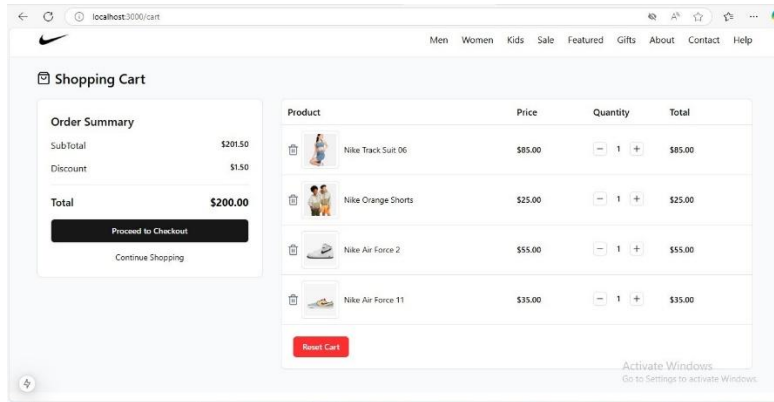 localhost:3000/cart
Men Women Kids Sale Featured Gifts About Contact Help
Shopping Cart
Order Summary
SubTotal $201.50
Discount $1.50
Total $200.00
Proceed to Checkout
Continue Shopping
Product Price Quantity Total
Nike Track Suit 06 $85.00 1 $85.00
Nike Orange Shorts $25.00 1 $25.00
Nike Air Force 2 $55.00 1 $55.00
Nike Air Force 11 $35.00 1 $35.00
Reset Cart
Activate Windows
Go to Settings to activate Windows.